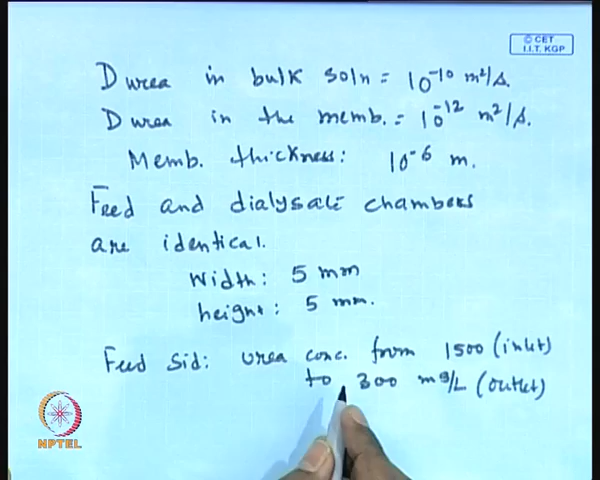 © CET
I.I.T. KGP
D urea in bulk soln = 10⁻¹⁰ m²/s.
D urea in the memb. = 10⁻¹² m²/s.
Memb. thickness: 10⁻⁶ m.
Feed and dialysate chambers
are identical.
Width: 5 mm
height: 5 mm.
Feed Sid: Urea conc. from 1500 (inlet)
to 300 mg/L (outlet)
NPTEL